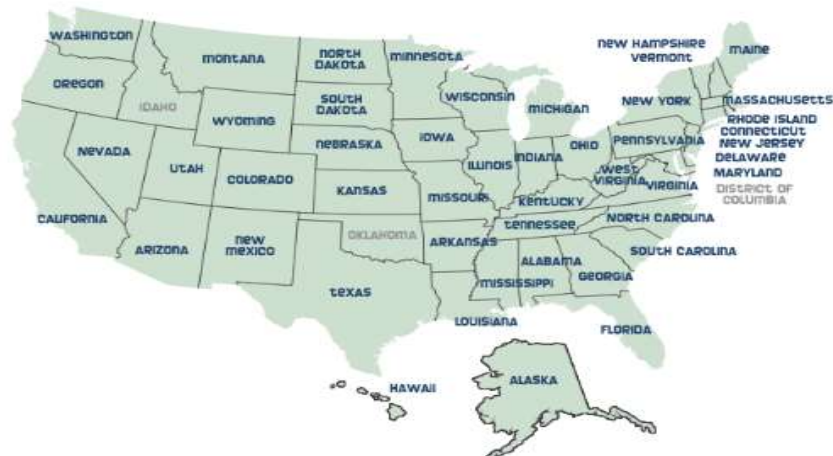 WASHINGTON
MONTANA
NORTH
DAKOTA
MINNESOTA
NEW HAMPSHIRE
VERMONT
MAINE
OREGON
IDAHO
SOUTH
DAKOTA
WISCONSIN
MICHIGAN
NEW YORK
MASSACHUSETTS
WYOMING
RHODE ISLAND
CONNECTICUT
NEW JERSEY
DELAWARE
MARYLAND
DISTRICT OF
COLUMBIA
NEVADA
UTAH
COLORADO
NEBRASKA
IOWA
ILLINOIS
INDIANA
OHIO
PENNSYLVANIA
WEST
VIRGINIA
VIRGINIA
KANSAS
MISSOURI
KENTUCKY
CALIFORNIA
ARIZONA
NEW
MEXICO
OKLAHOMA
ARKANSAS
TENNESSEE
NORTH CAROLINA
SOUTH CAROLINA
TEXAS
MISSISSIPPI
ALABAMA
GEORGIA
LOUISIANA
FLORIDA
HAWAII
ALASKA